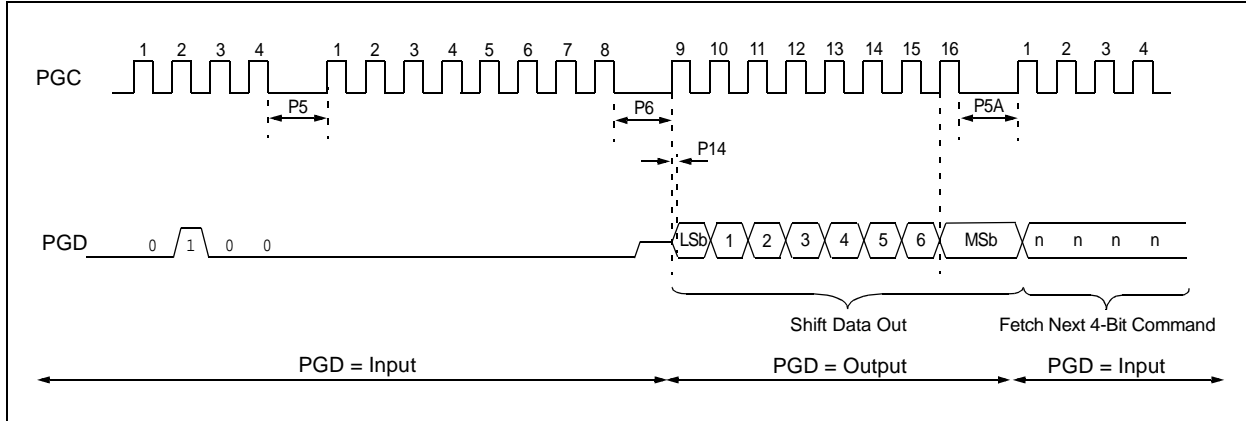 1 2 3 4 1 2 3 4 5 6 7 8 9 10 11 12 13 14 15 16 1 2 3 4
PGC
P5 P6 P5A
P14
PGD 0 1 0 0 LSb 1 2 3 4 5 6 MSb n n n n
Shift Data Out Fetch Next 4-Bit Command
PGD = Input PGD = Output PGD = Input